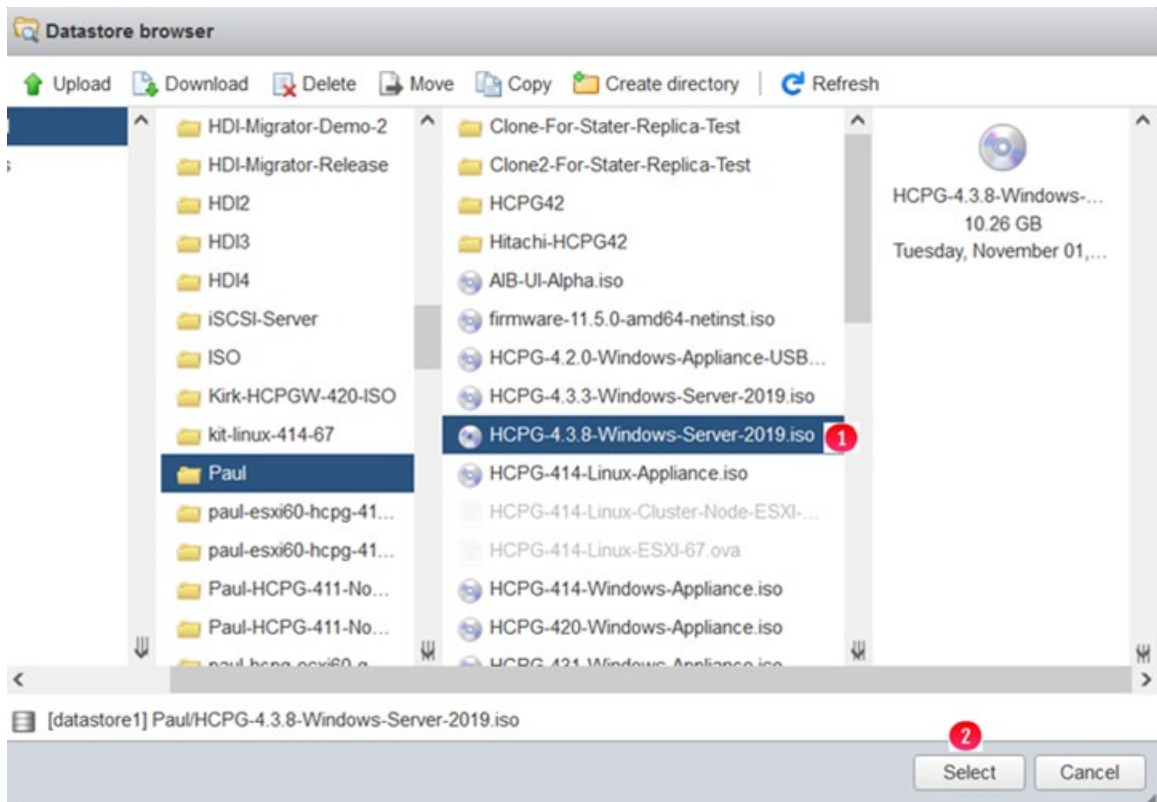 Datastore browser
Upload Download Delete Move Copy Create directory Refresh
HDI-Migrator-Demo-2
HDI-Migrator-Release
HDI2
HDI3
HDI4
iSCSI-Server
ISO
Kirk-HCPGW-420-ISO
kit-linux-414-67
Paul
paul-esxi60-hcpg-41...
paul-esxi60-hcpg-41...
Paul-HCPG-411-No...
Paul-HCPG-411-No...
Clone-For-Stater-Replica-Test
Clone2-For-Stater-Replica-Test
HCPG42
Hitachi-HCPG42
AIB-UI-Alpha.iso
firmware-11.5.0-amd64-netinst.iso
HCPG-4.2.0-Windows-Appliance-USB...
HCPG-4.3.3-Windows-Server-2019.iso
HCPG-4.3.8-Windows-Server-2019.iso 1
HCPG-414-Linux-Appliance.iso
HCPG-414-Linux-Cluster-Node-ESXI-...
HCPG-414-Linux-ESXI-67.ova
HCPG-414-Windows-Appliance.iso
HCPG-420-Windows-Appliance.iso
HCPG-421-Windows-Appliance.iso
HCPG-4.3.8-Windows-...
10.26 GB
Tuesday, November 01,...
[datastore1] Paul/HCPG-4.3.8-Windows-Server-2019.iso
2
Select Cancel